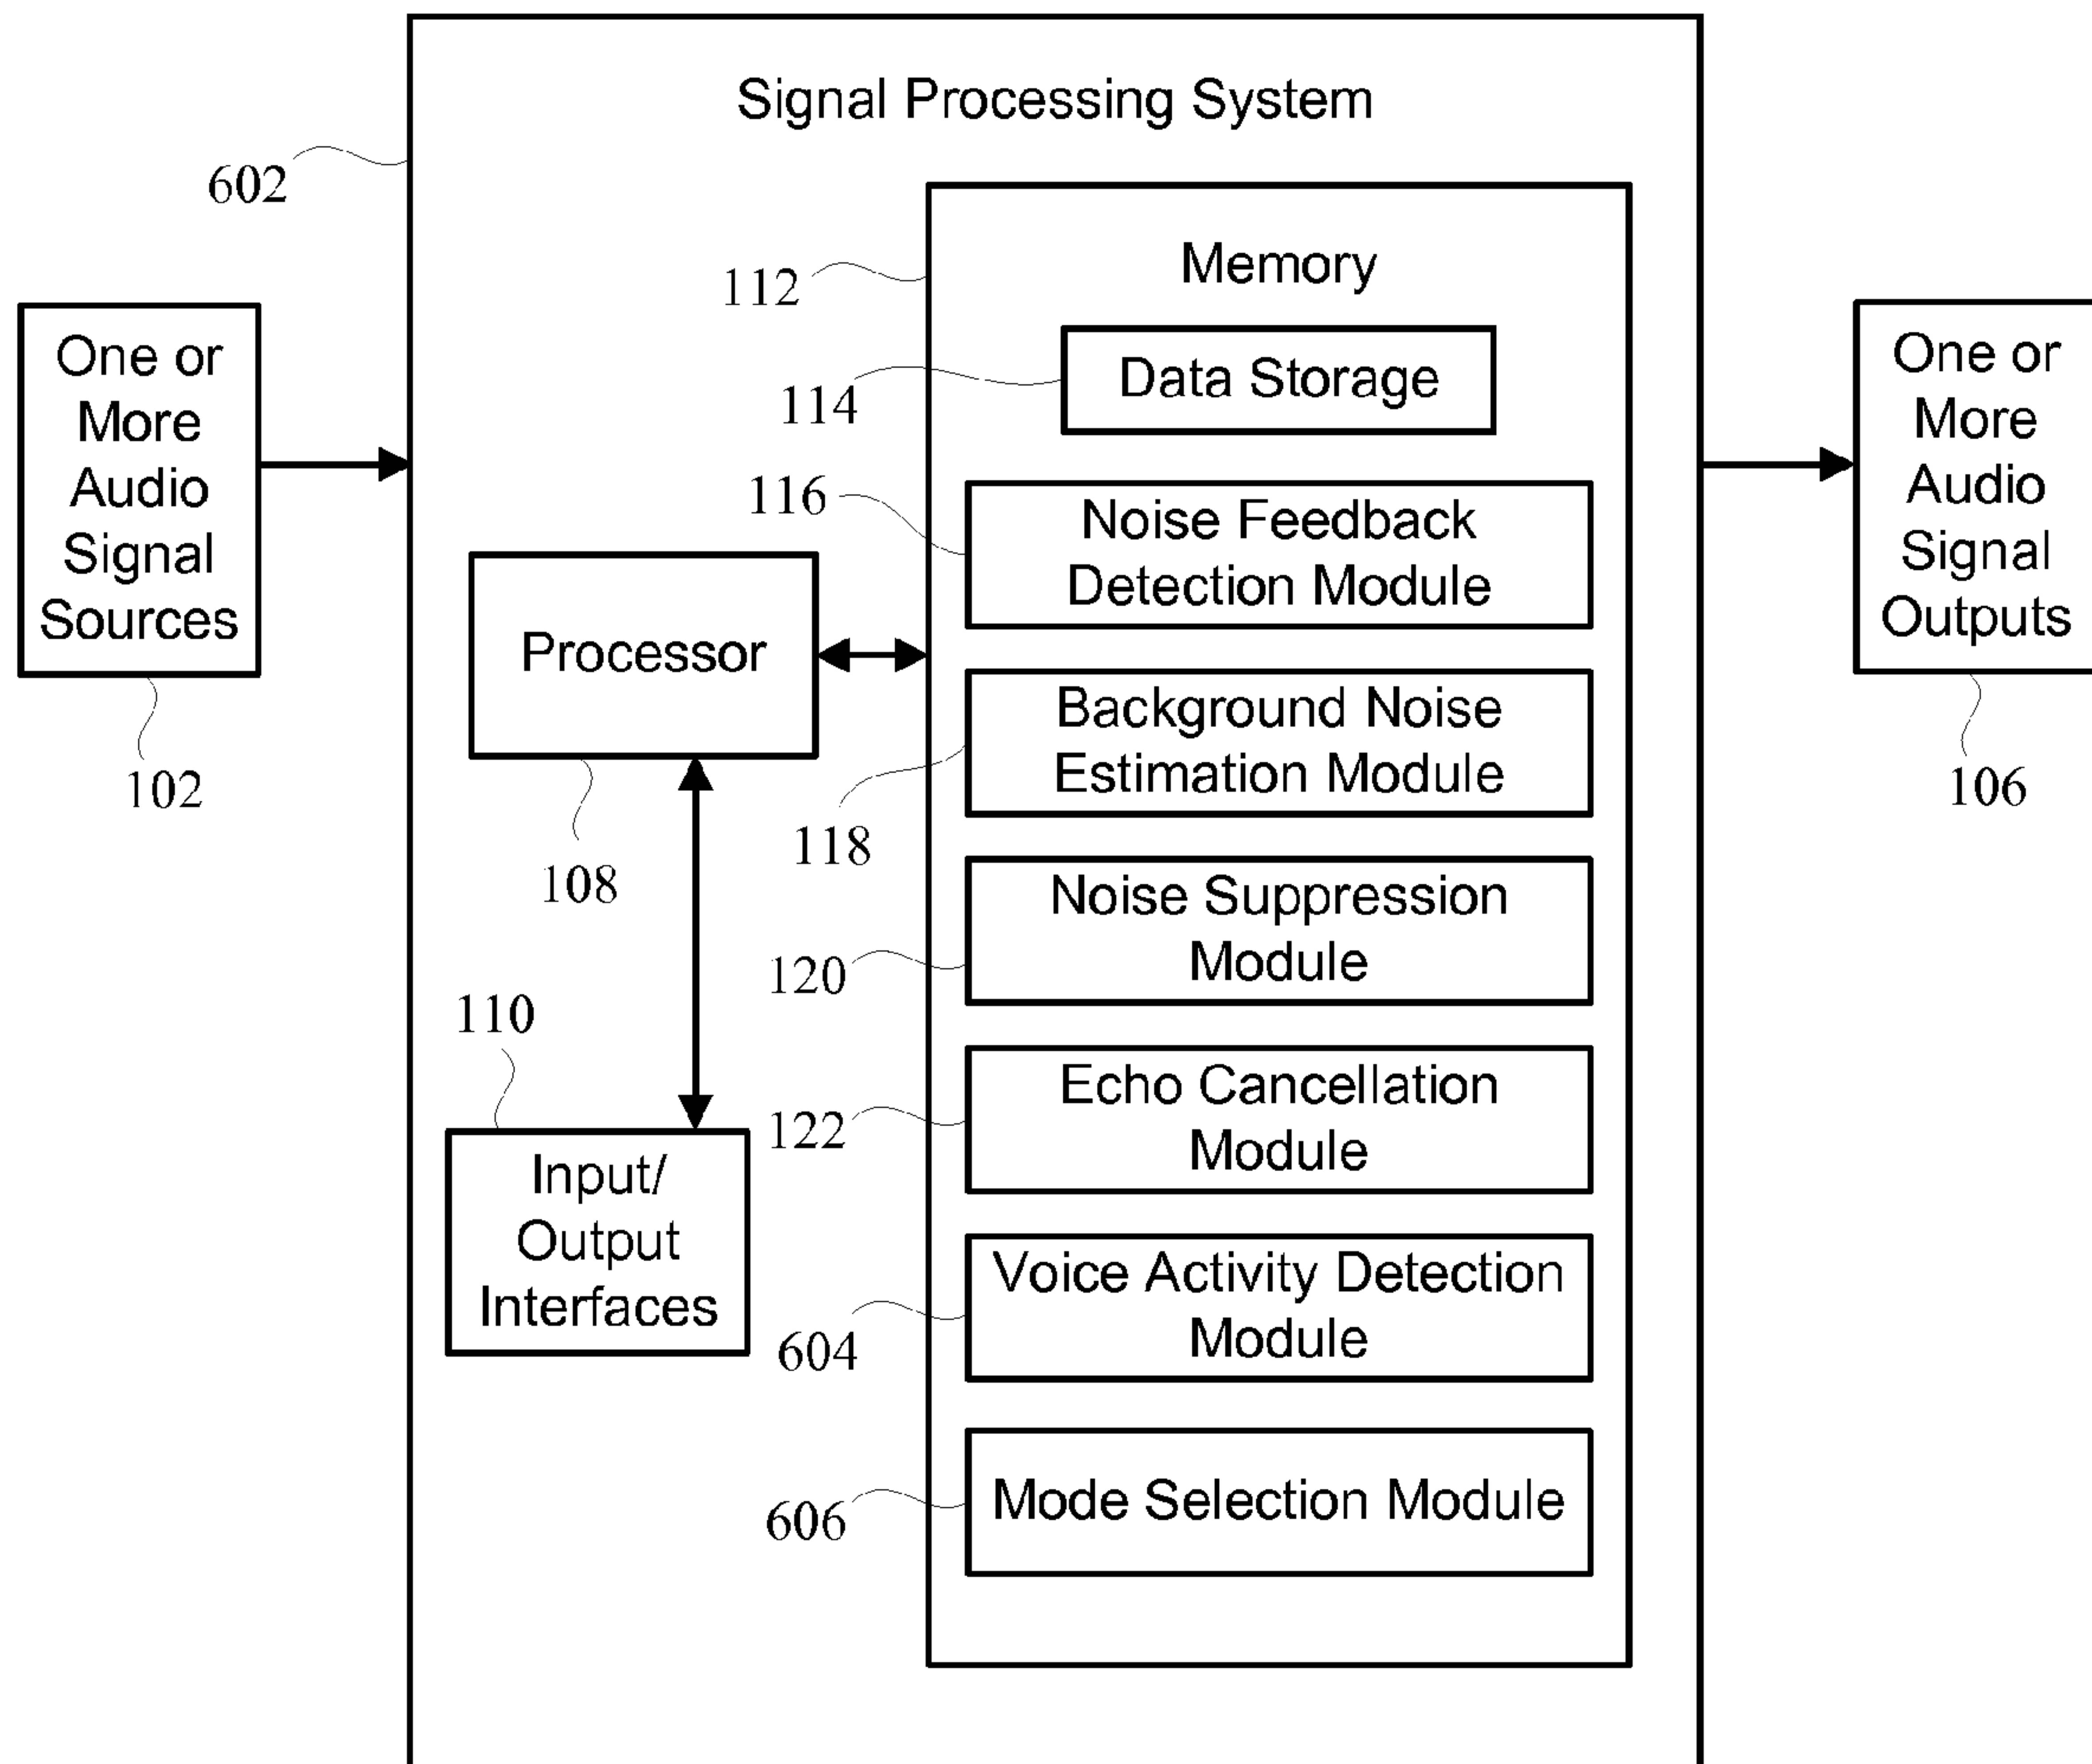 Signal Processing System
602
One or
More
Audio
Signal
Sources
102
Processor
108
110
Input/
Output
Interfaces
112
Memory
114
Data Storage
116
Noise Feedback
Detection Module
118
Background Noise
Estimation Module
120
Noise Suppression
Module
122
Echo Cancellation
Module
604
Voice Activity Detection
Module
606
Mode Selection Module
One or
More
Audio
Signal
Outputs
106